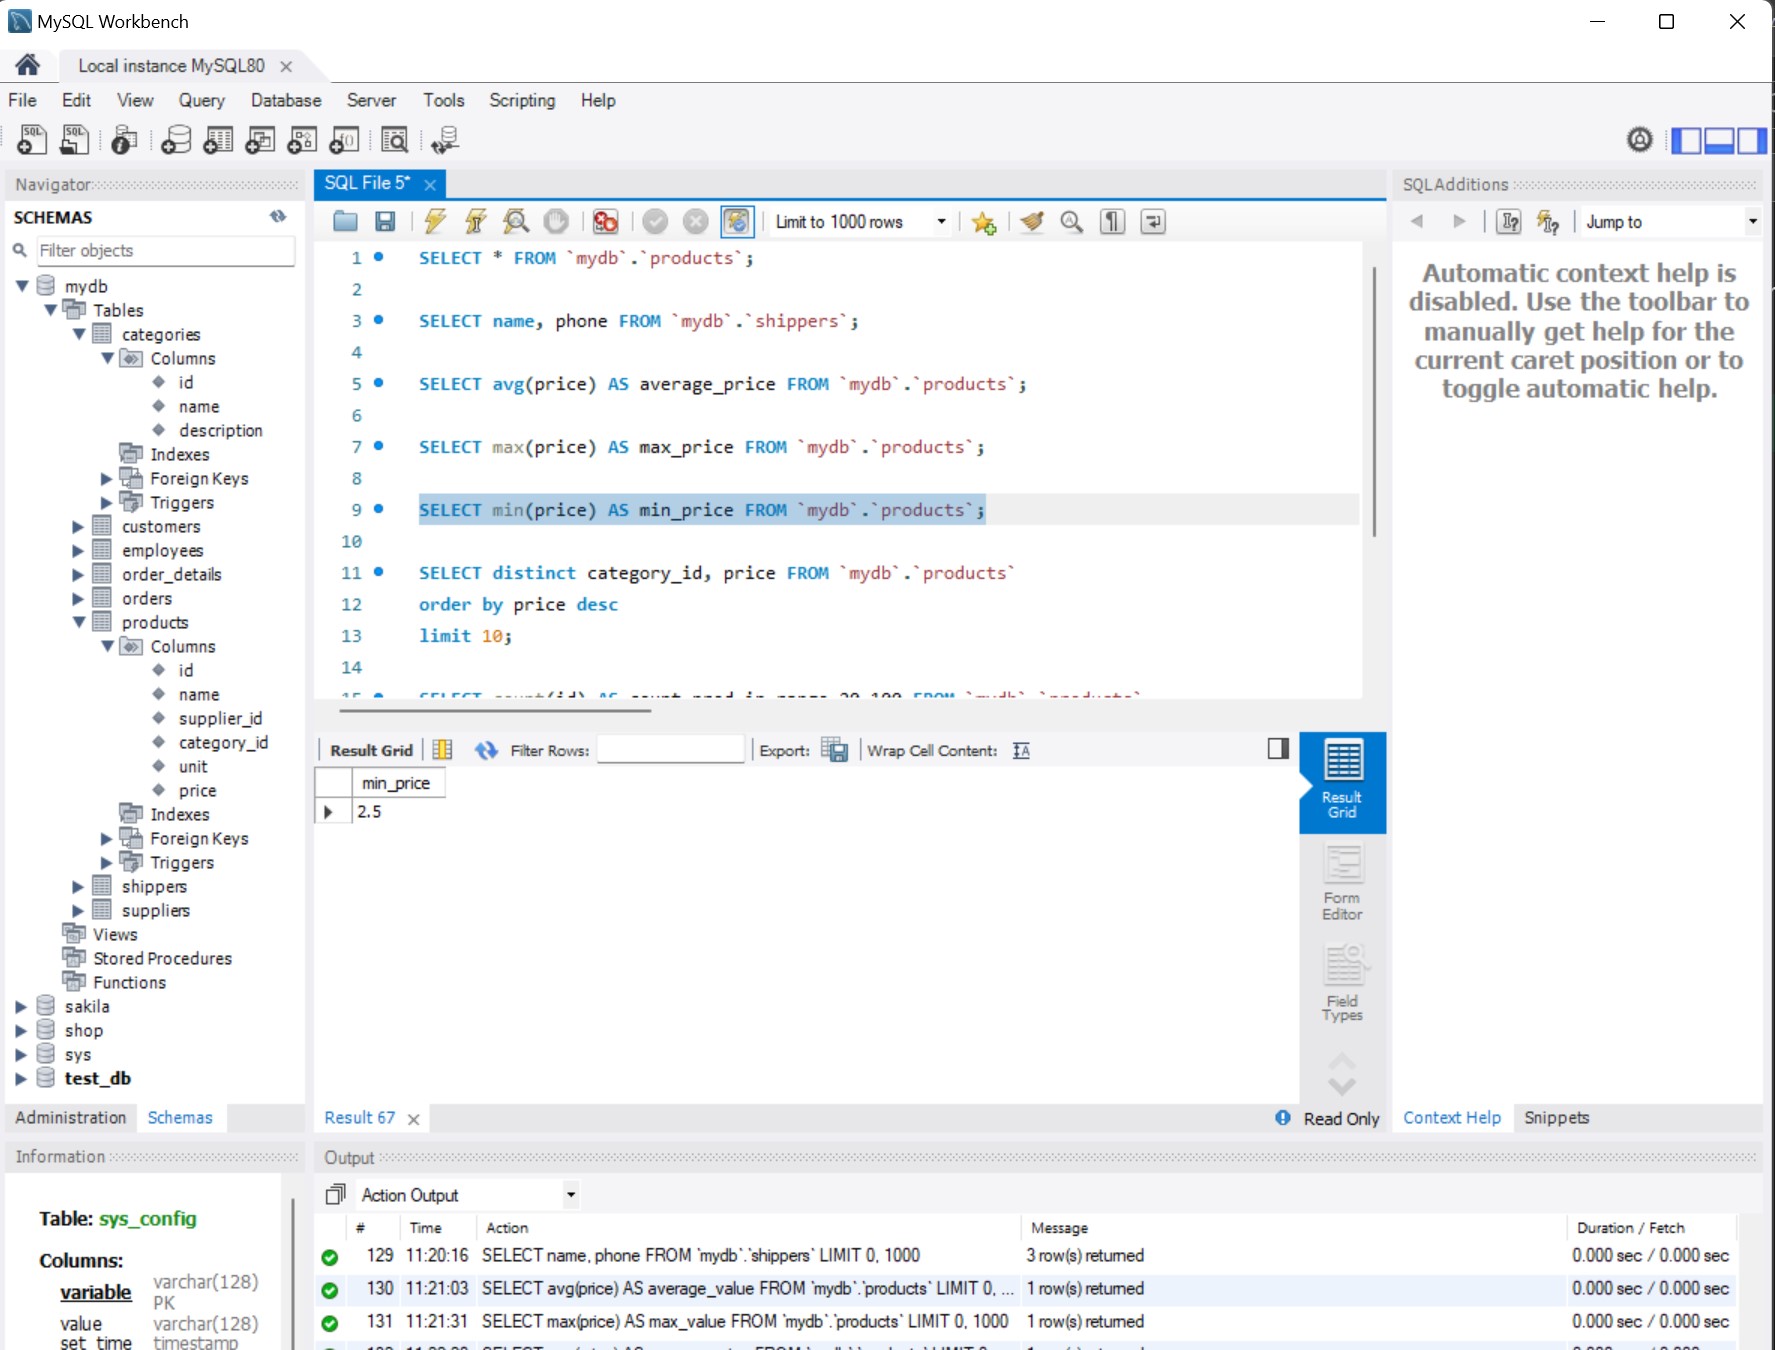 MySQL Workbench
Local instance MySQL80
File Edit View Query Database Server Tools Scripting Help
Navigator
SCHEMAS
Filter objects
mydb
Tables
categories
Columns
id
name
description
Indexes
Foreign Keys
Triggers
customers
employees
order_details
orders
products
Columns
id
name
supplier_id
category_id
unit
price
Indexes
Foreign Keys
Triggers
shippers
suppliers
Views
Stored Procedures
Functions
sakila
shop
sys
test_db
Administration Schemas
Information
Table: sys_config
Columns:
variable varchar(128)
PK
value varchar(128)
set_time timestamp
SQL File 5*
Limit to 1000 rows
1 SELECT * FROM `mydb`.`products`;
2
3 SELECT name, phone FROM `mydb`.`shippers`;
4
5 SELECT avg(price) AS average_price FROM `mydb`.`products`;
6
7 SELECT max(price) AS max_price FROM `mydb`.`products`;
8
9 SELECT min(price) AS min_price FROM `mydb`.`products`;
10
11 SELECT distinct category_id, price FROM `mydb`.`products`
12 order by price desc
13 limit 10;
14
15 SELECT count(id) AS count_prod_in_range_20_100 FROM `mydb`.`products`
Result Grid Filter Rows: Export: Wrap Cell Content:
min_price
2.5
Result
Grid
Form
Editor
Field
Types
Result 67
Read Only
SQLAdditions
Jump to
Automatic context help is
disabled. Use the toolbar to
manually get help for the
current caret position or to
toggle automatic help.
Context Help Snippets
Output
Action Output
# Time Action Message Duration / Fetch
129 11:20:16 SELECT name, phone FROM `mydb`.`shippers` LIMIT 0, 1000 3 row(s) returned 0.000 sec / 0.000 sec
130 11:21:03 SELECT avg(price) AS average_value FROM `mydb`.`products` LIMIT 0, ... 1 row(s) returned 0.000 sec / 0.000 sec
131 11:21:31 SELECT max(price) AS max_value FROM `mydb`.`products` LIMIT 0, 1000 1 row(s) returned 0.000 sec / 0.000 sec